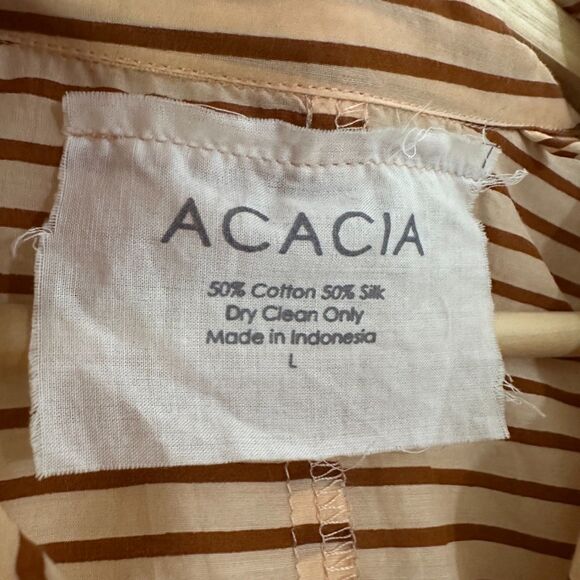 ACACIA
50% Cotton 50% Silk
Dry Clean Only
Made in Indonesia
L